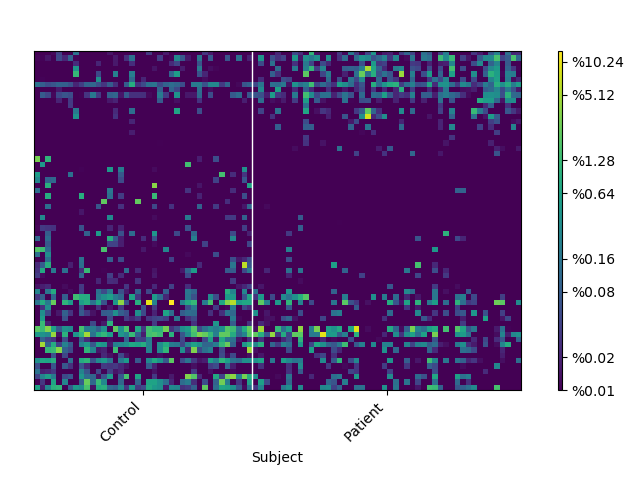 %10.24
%5.12
%1.28
%0.64
%0.16
%0.08
%0.02
%0.01
Control
Patient
Subject